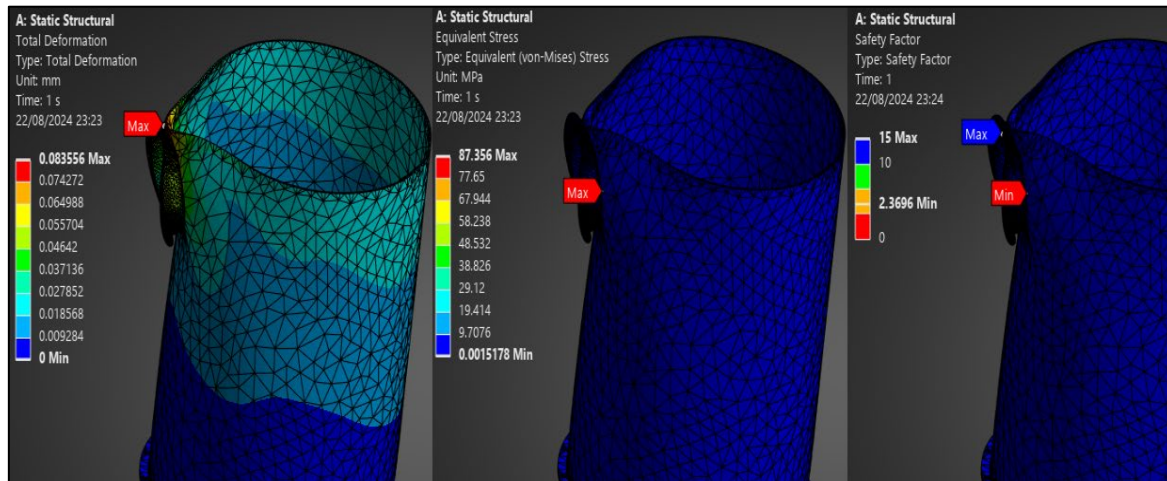 A: Static Structural
Total Deformation
Type: Total Deformation
Unit: mm
Time: 1 s
22/08/2024 23:23
Max
0.083556 Max
0.074272
0.064988
0.055704
0.04642
0.037136
0.027852
0.018568
0.009284
0 Min
A: Static Structural
Equivalent Stress
Type: Equivalent (von-Mises) Stress
Unit: MPa
Time: 1 s
22/08/2024 23:23
Max
87.356 Max
77.65
67.944
58.238
48.532
38.826
29.12
19.414
9.7076
0.0015178 Min
A: Static Structural
Safety Factor
Type: Safety Factor
Time: 1
22/08/2024 23:24
Max
Min
15 Max
10
2.3696 Min
0